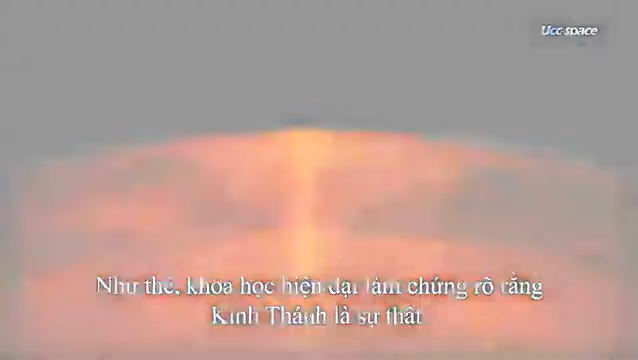 Ucc-space
Như thế, khoa học hiện đại làm chứng rõ rằng
Kinh Thánh là sự thật